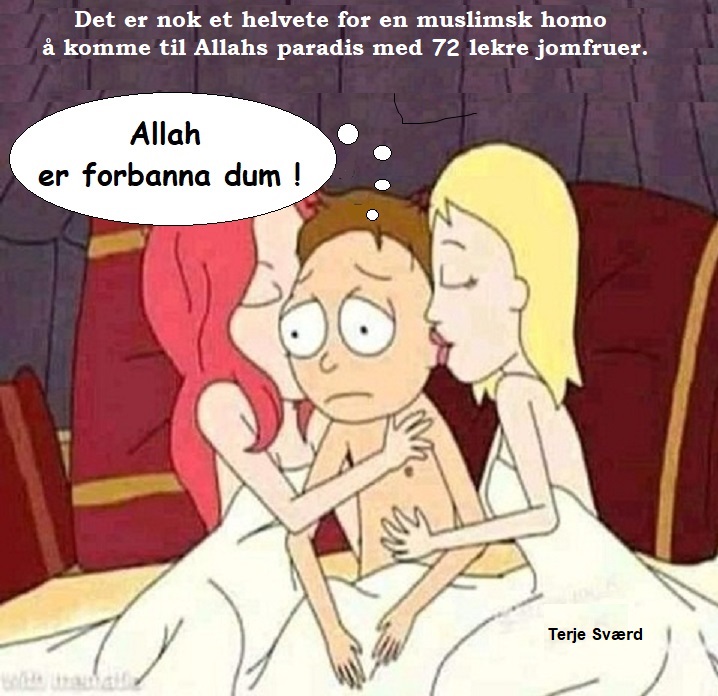 Det er nok et helvete for en muslimsk homo
å komme til Allahs paradis med 72 lekre jomfruer.
Allah
er forbanna dum !
Terje Sværd